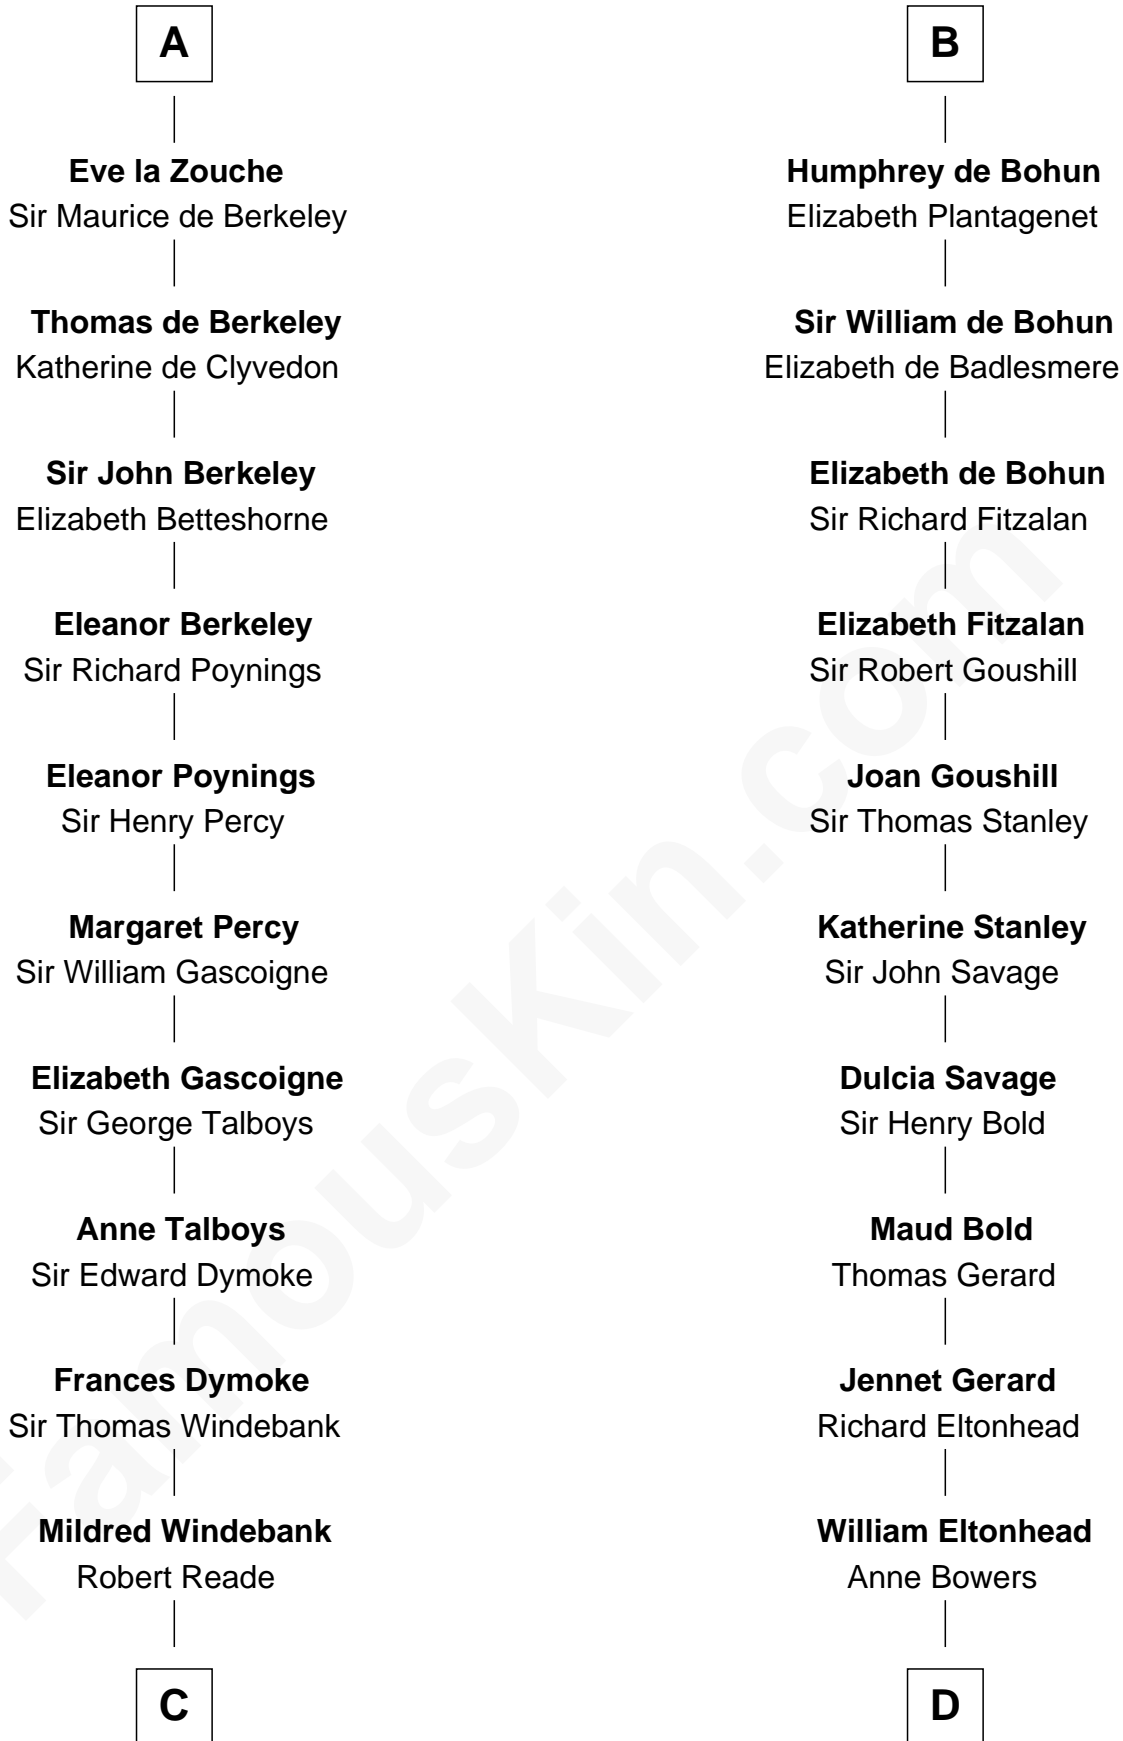 A
Eve la Zouche
Sir Maurice de Berkeley
Thomas de Berkeley
Katherine de Clyvedon
Sir John Berkeley
Elizabeth Betteshorne
Eleanor Berkeley
Sir Richard Poynings
Eleanor Poynings
Sir Henry Percy
Margaret Percy
Sir William Gascoigne
Elizabeth Gascoigne
Sir George Talboys
Anne Talboys
Sir Edward Dymoke
Frances Dymoke
Sir Thomas Windebank
Mildred Windebank
Robert Reade
C
B
Humphrey de Bohun
Elizabeth Plantagenet
Sir William de Bohun
Elizabeth de Badlesmere
Elizabeth de Bohun
Sir Richard Fitzalan
Elizabeth Fitzalan
Sir Robert Goushill
Joan Goushill
Sir Thomas Stanley
Katherine Stanley
Sir John Savage
Dulcia Savage
Sir Henry Bold
Maud Bold
Thomas Gerard
Jennet Gerard
Richard Eltonhead
William Eltonhead
Anne Bowers
D
FamousKin.com